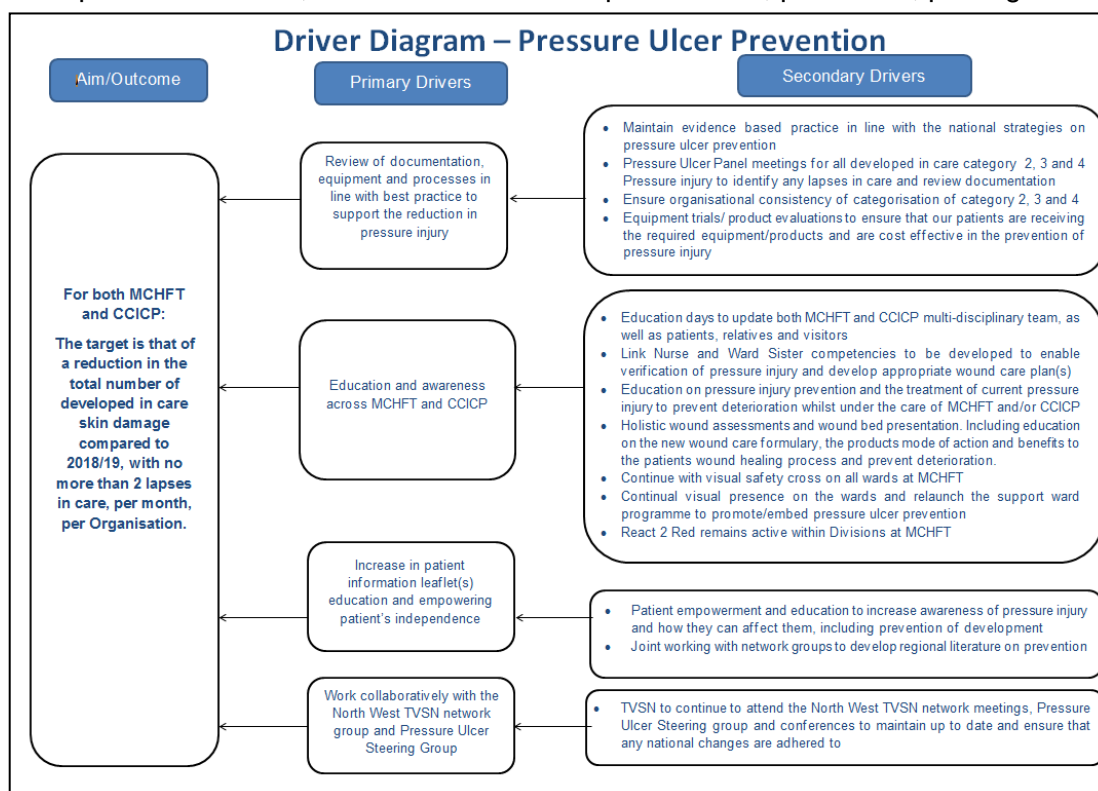 Driver Diagram – Pressure Ulcer Prevention
Aim/Outcome
Primary Drivers
Secondary Drivers
For both MCHFT
and CCICP:
The target is that of
a reduction in the
total number of
developed in care
skin damage
compared to
2018/19, with no
more than 2 lapses
in care, per month,
per Organisation.
Review of documentation,
equipment and processes in
line with best practice to
support the reduction in
pressure injury
• Maintain evidence based practice in line with the national strategies on
pressure ulcer prevention
• Pressure Ulcer Panel meetings for all developed in care category 2, 3 and 4
Pressure injury to identify any lapses in care and review documentation
• Ensure organisational consistency of categorisation of category 2, 3 and 4
• Equipment trials/ product evaluations to ensure that our patients are receiving
the required equipment/products and are cost effective in the prevention of
pressure injury
Education and awareness
across MCHFT and CCICP
• Education days to update both MCHFT and CCICP multi-disciplinary team, as
well as patients, relatives and visitors
• Link Nurse and Ward Sister competencies to be developed to enable
verification of pressure injury and develop appropriate wound care plan(s)
• Education on pressure injury prevention and the treatment of current pressure
injury to prevent deterioration whilst under the care of MCHFT and/or CCICP
• Holistic wound assessments and wound bed presentation. Including education
on the new wound care formulary, the products mode of action and benefits to
the patients wound healing process and prevent deterioration.
• Continue with visual safety cross on all wards at MCHFT
• Continual visual presence on the wards and relaunch the support ward
programme to promote/embed pressure ulcer prevention
• React 2 Red remains active within Divisions at MCHFT
Increase in patient
information leaflet(s)
education and empowering
patient's independence
• Patient empowerment and education to increase awareness of pressure injury
and how they can affect them, including prevention of development
• Joint working with network groups to develop regional literature on prevention
Work collaboratively with the
North West TVSN network
group and Pressure Ulcer
Steering Group
• TVSN to continue to attend the North West TVSN network meetings, Pressure
Ulcer Steering group and conferences to maintain up to date and ensure that
any national changes are adhered to